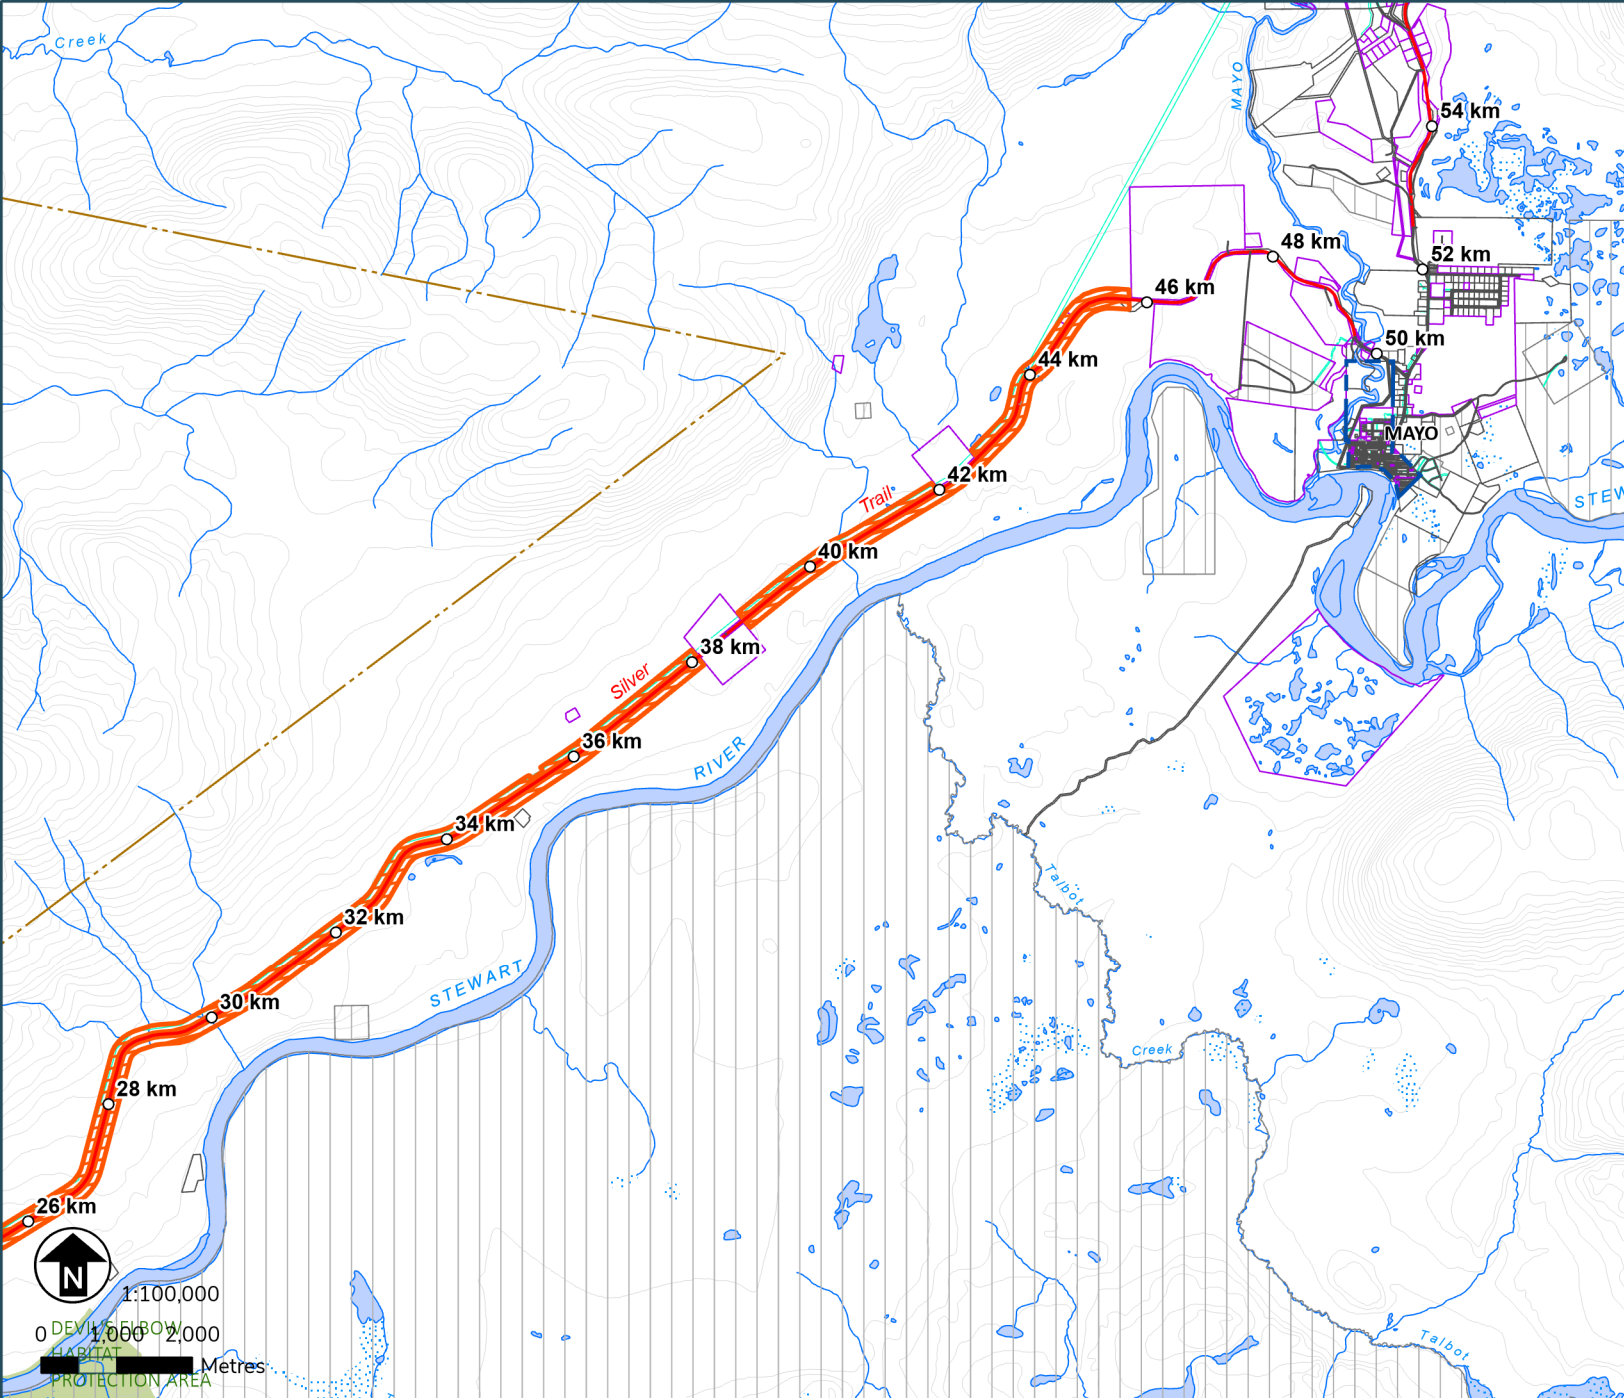 Creek
MAYO
54 km
48 km
52 km
46 km
50 km
44 km
MAYO
42 km
Trail
STEW
40 km
38 km
Silver
36 km
RIVER
34 km
Talbot
32 km
STEWART
30 km
Creek
28 km
26 km
N
1:100,000
DEVIL'S ELBOW
0 1,000 2,000
HABITAT
Metres
PROTECTION AREA
Talbot